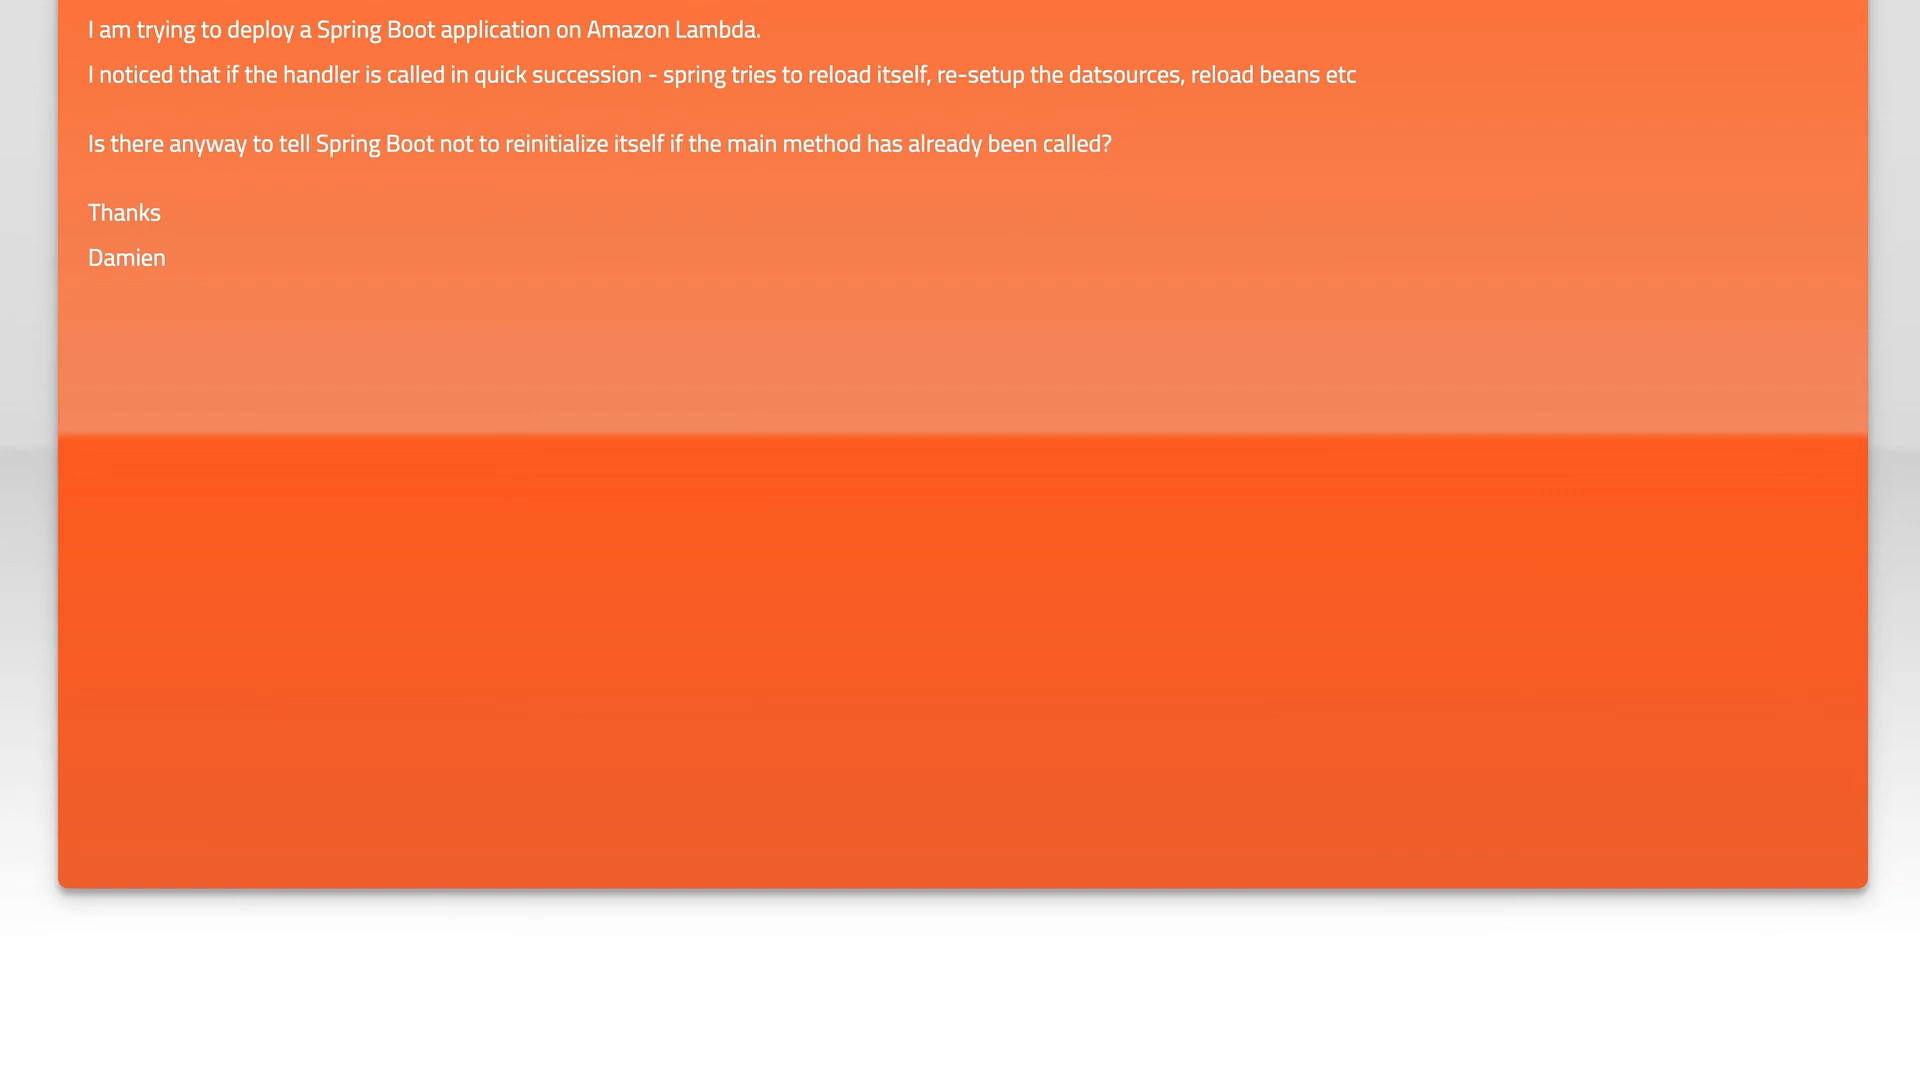 I am trying to deploy a Spring Boot application on Amazon Lambda.
I noticed that if the handler is called in quick succession - spring tries to reload itself, re-setup the datsources, reload beans etc
Is there anyway to tell Spring Boot not to reinitialize itself if the main method has already been called?
Thanks
Damien